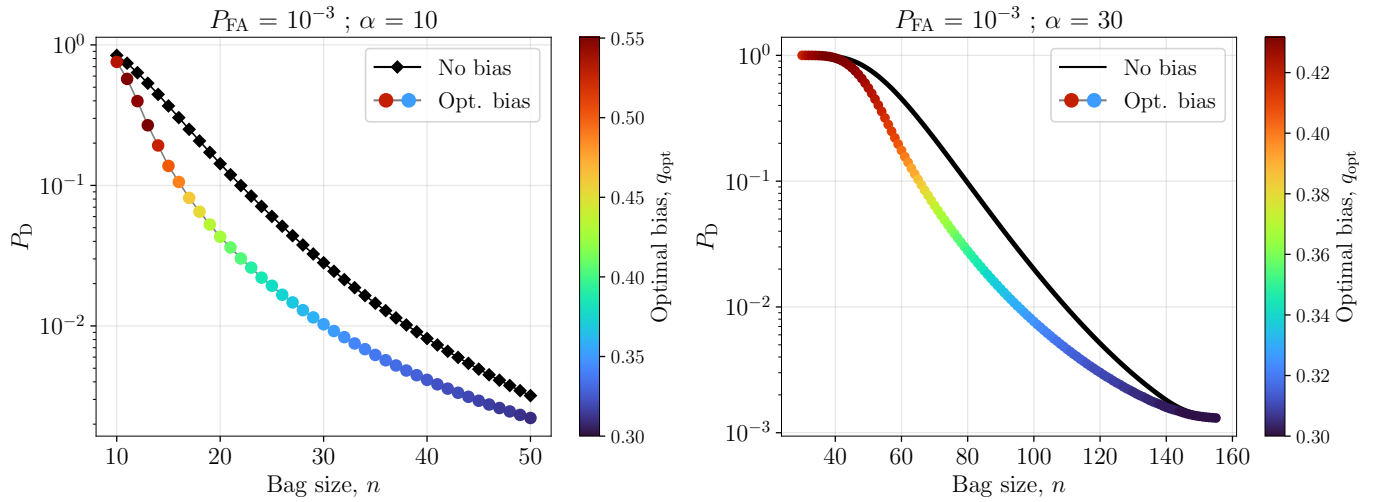 P_FA = 10^−3 ; α = 10
10^0
10^−1
10^−2
P_D
10
20
30
40
50
Bag size, n
No bias
Opt. bias
0.55
0.50
0.45
0.40
0.35
0.30
Optimal bias, q_opt
P_FA = 10^−3 ; α = 30
10^0
10^−1
10^−2
10^−3
P_D
40
60
80
100
120
140
160
Bag size, n
No bias
Opt. bias
0.42
0.40
0.38
0.36
0.34
0.32
0.30
Optimal bias, q_opt